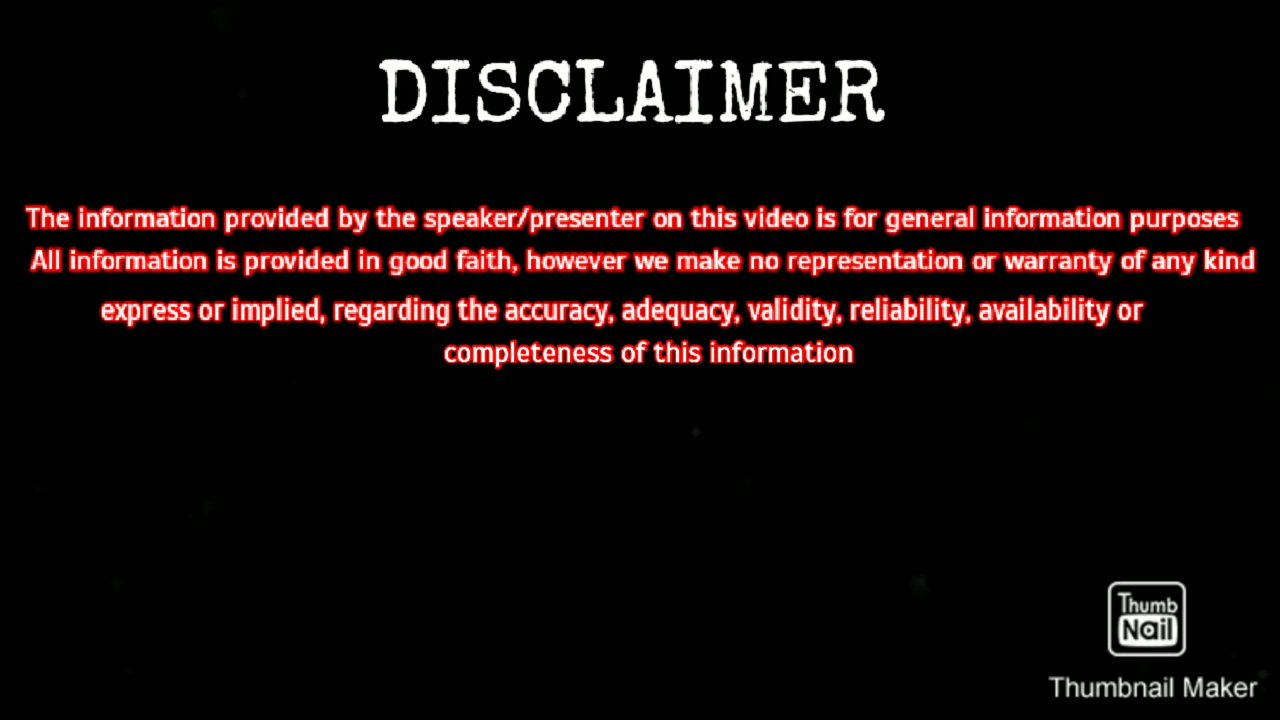 DISCLAIMER
The information provided by the speaker/presenter on this video is for general information purposes
All information is provided in good faith, however we make no representation or warranty of any kind
express or implied, regarding the accuracy, adequacy, validity, reliability, availability or
completeness of this information
Thumb
Nail
Thumbnail Maker